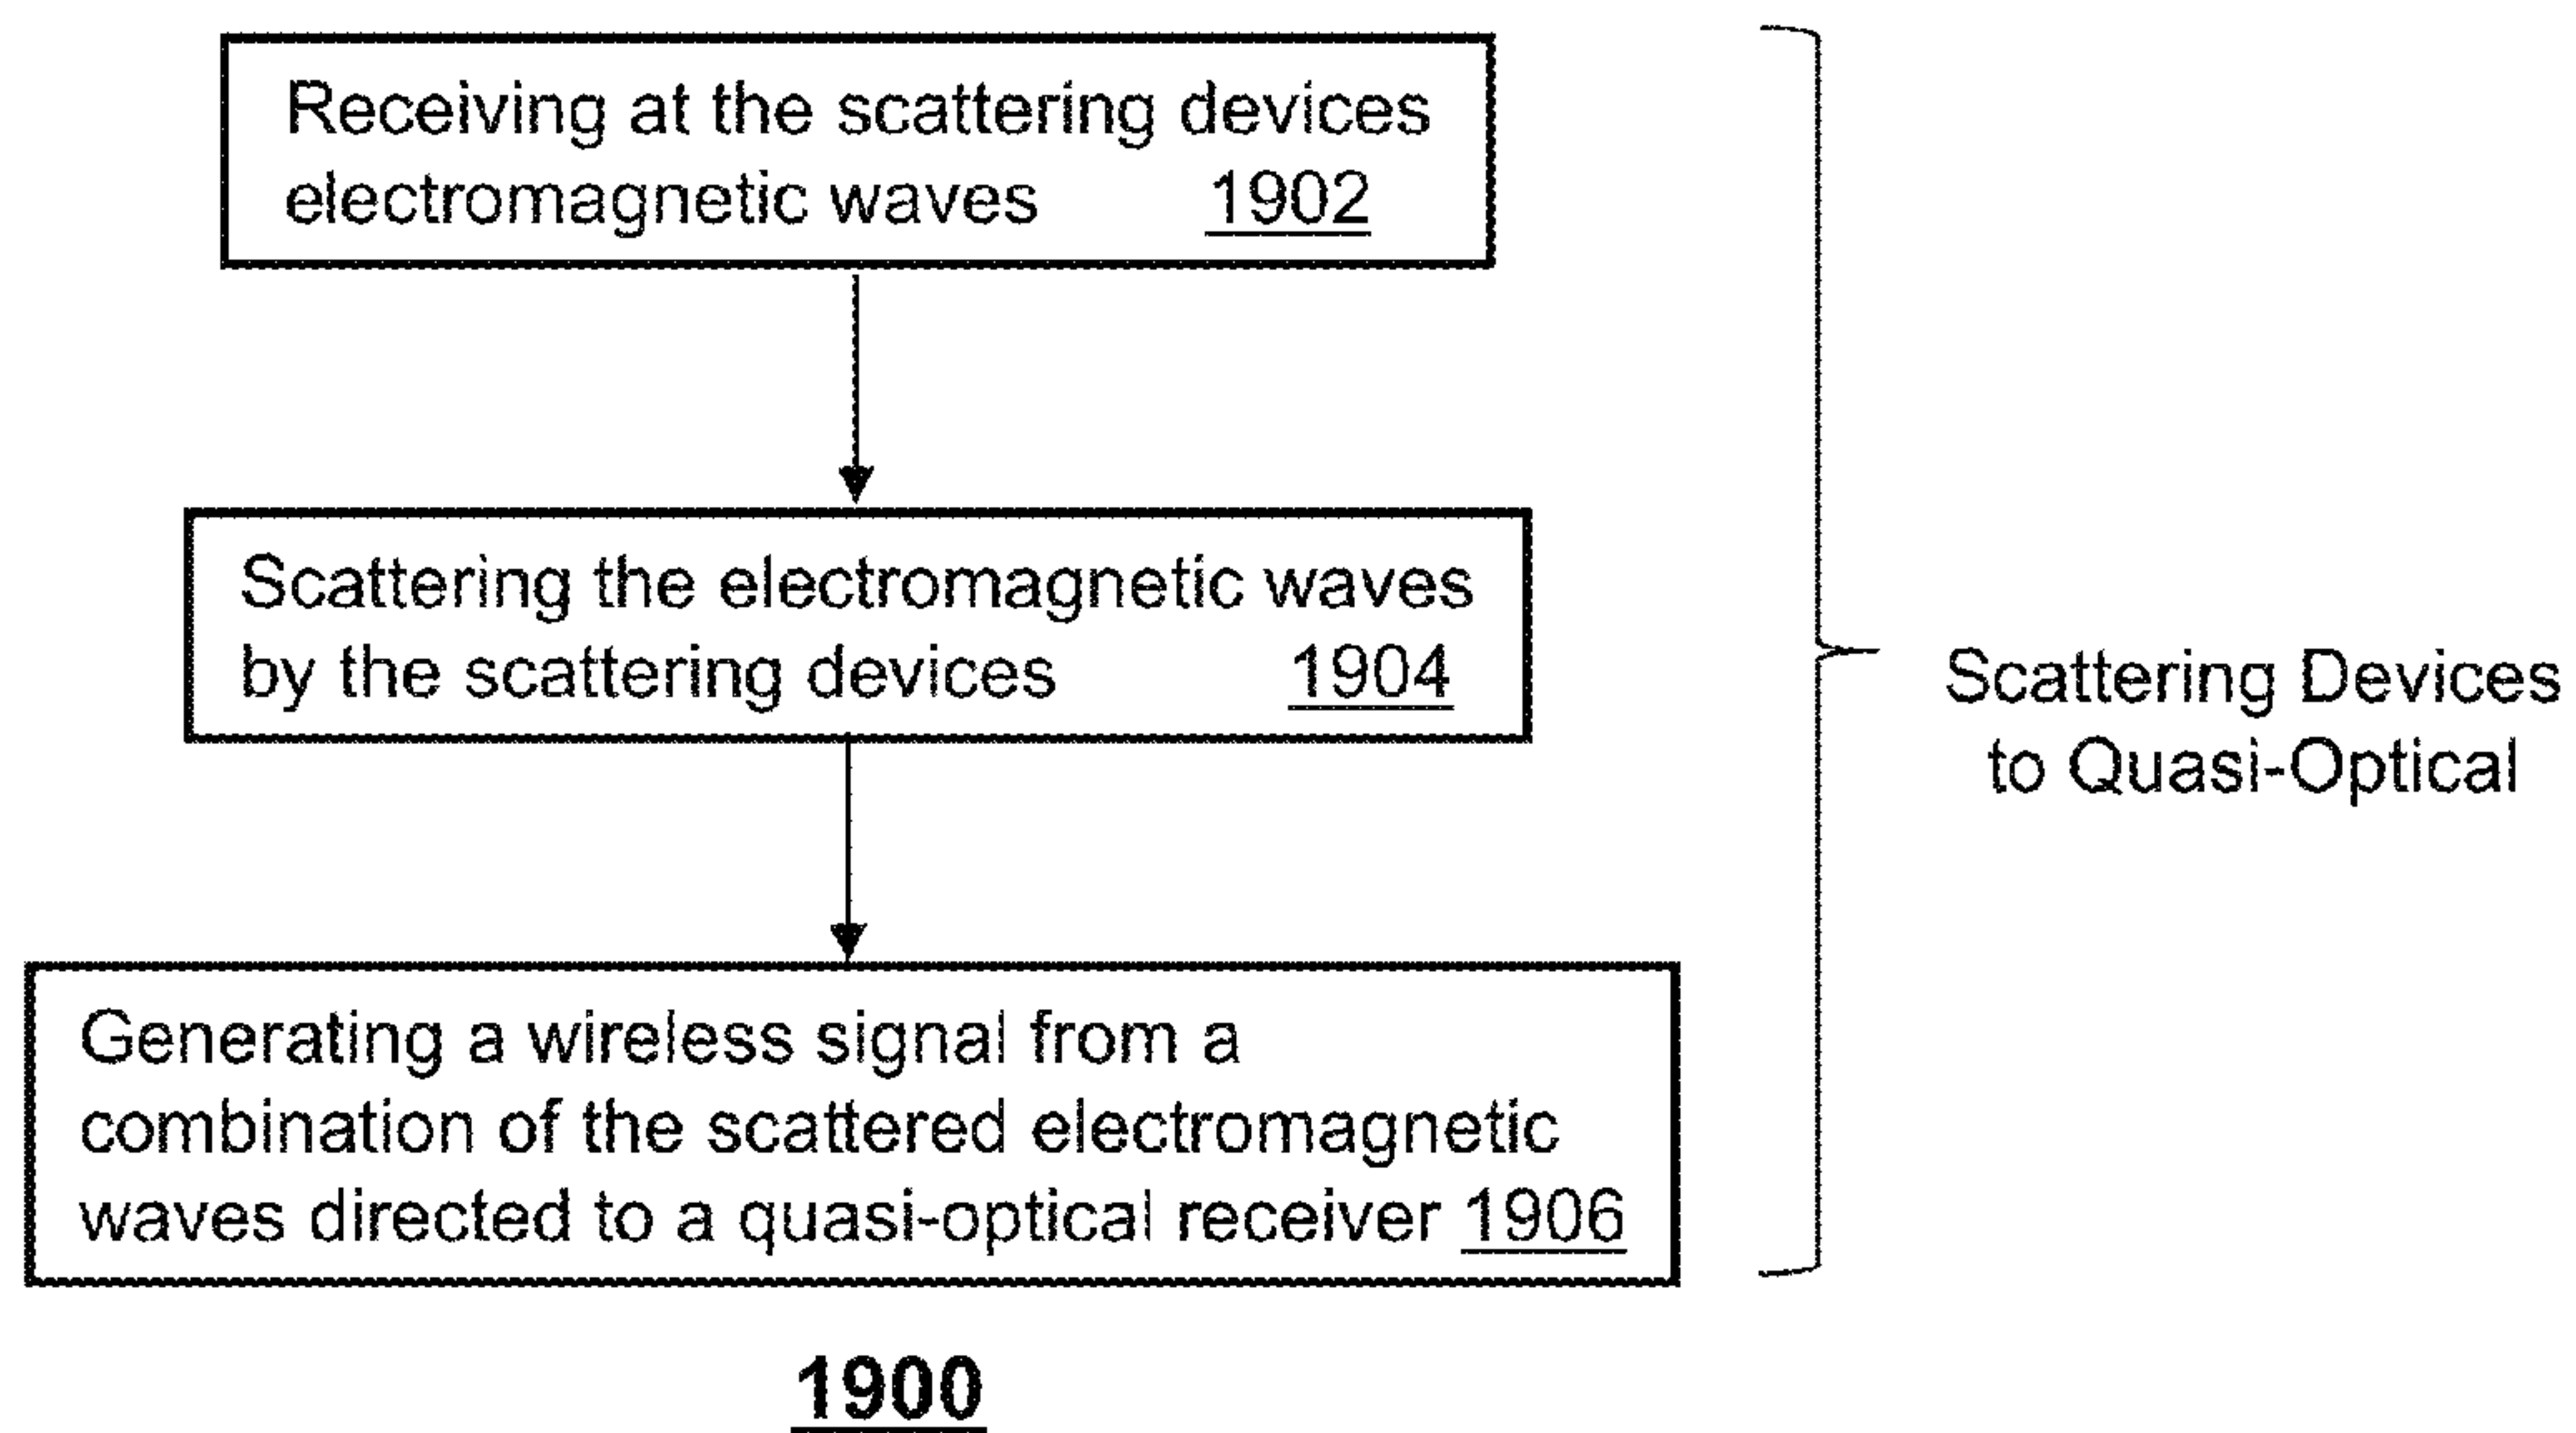 Receiving at the scattering devices
electromagnetic waves 1902
Scattering the electromagnetic waves
by the scattering devices 1904
Generating a wireless signal from a
combination of the scattered electromagnetic
waves directed to a quasi-optical receiver 1906
Scattering Devices
to Quasi-Optical
1900